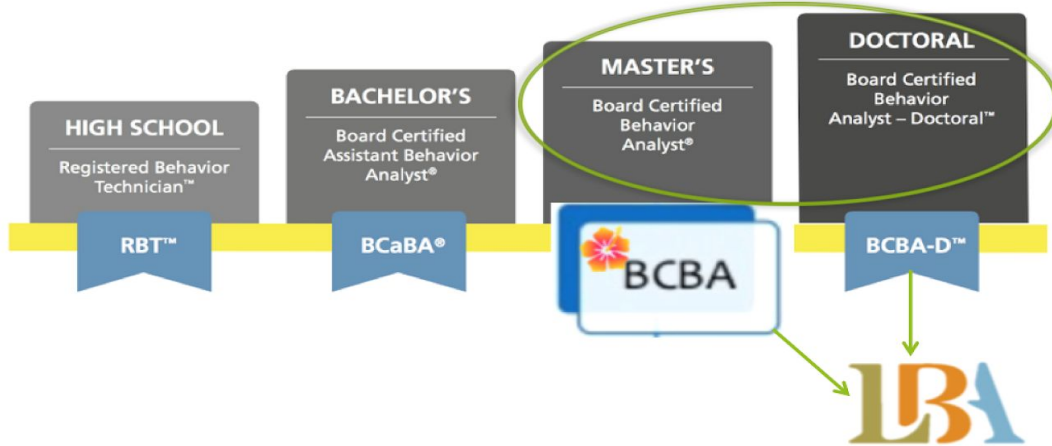 HIGH SCHOOL
Registered Behavior
Technician™
RBT™
BACHELOR'S
Board Certified
Assistant Behavior
Analyst®
BCaBA®
MASTER'S
Board Certified
Behavior
Analyst®
BCBA
DOCTORAL
Board Certified
Behavior
Analyst – Doctoral™
BCBA-D™
LBA